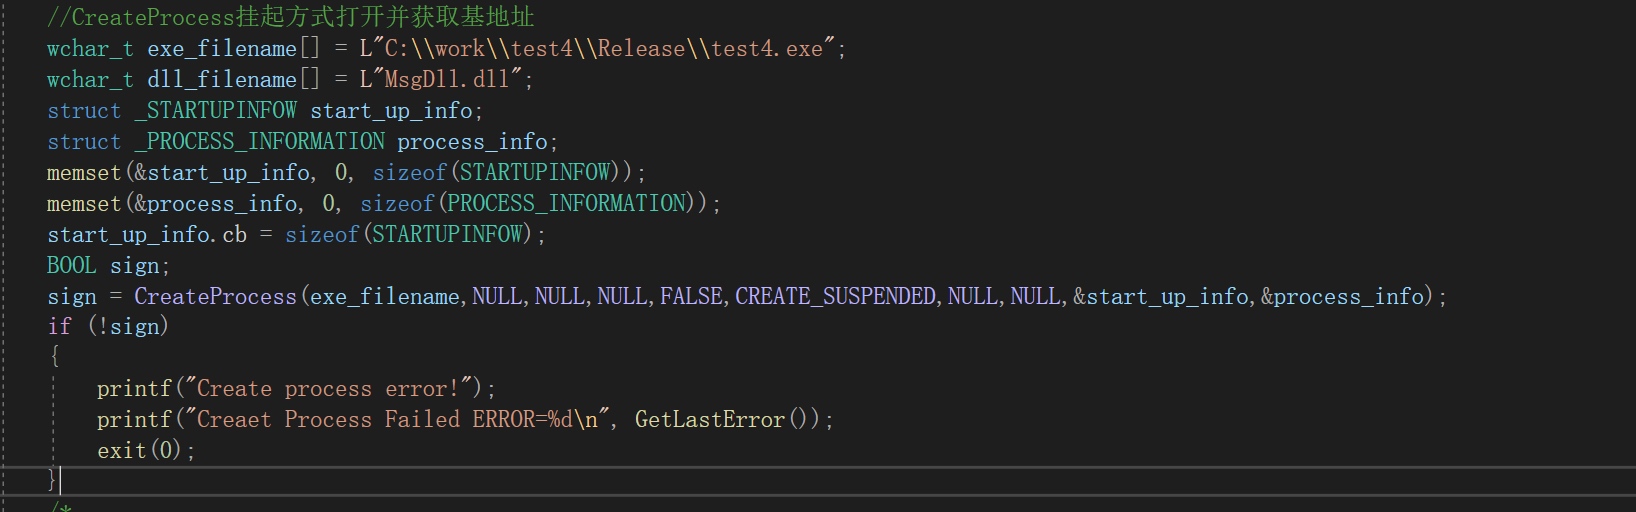 //CreateProcess挂起方式打开并获取基地址
wchar_t exe_filename[] = L"C:\\work\\test4\\Release\\test4.exe";
wchar_t dll_filename[] = L"MsgDll.dll";
struct _STARTUPINFOW start_up_info;
struct _PROCESS_INFORMATION process_info;
memset(&start_up_info, 0, sizeof(STARTUPINFOW));
memset(&process_info, 0, sizeof(PROCESS_INFORMATION));
start_up_info.cb = sizeof(STARTUPINFOW);
BOOL sign;
sign = CreateProcess(exe_filename,NULL,NULL,NULL,FALSE,CREATE_SUSPENDED,NULL,NULL,&start_up_info,&process_info);
if (!sign)
{
printf("Create process error!");
printf("Creaet Process Failed ERROR=%d\n", GetLastError());
exit(0);
}
/*